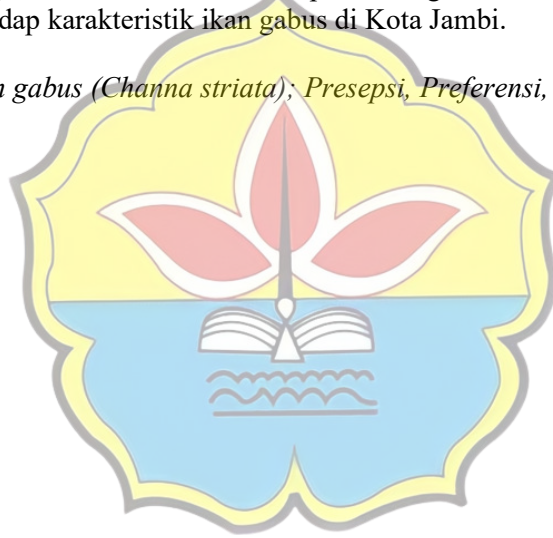 dap karakteristik ikan gabus di Kota Jambi.
gabus (Channa striata); Presepsi, Preferensi,